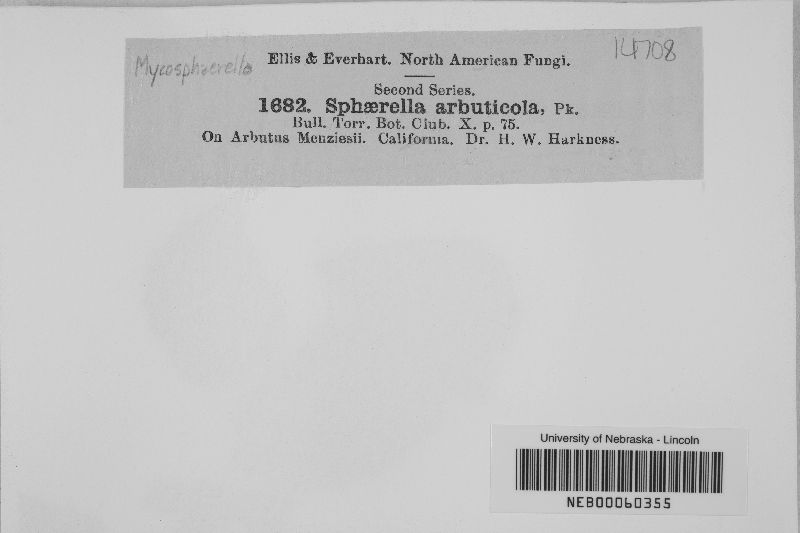 Mycosphaerella
14708
Ellis & Everhart. North American Fungi.
Second Series.
1682. Sphærella arbuticola, Pk.
Bull. Torr. Bot. Club. X. p. 75.
On Arbutus Menziesii. California. Dr. H. W. Harkness.
University of Nebraska - Lincoln
NEB00060355